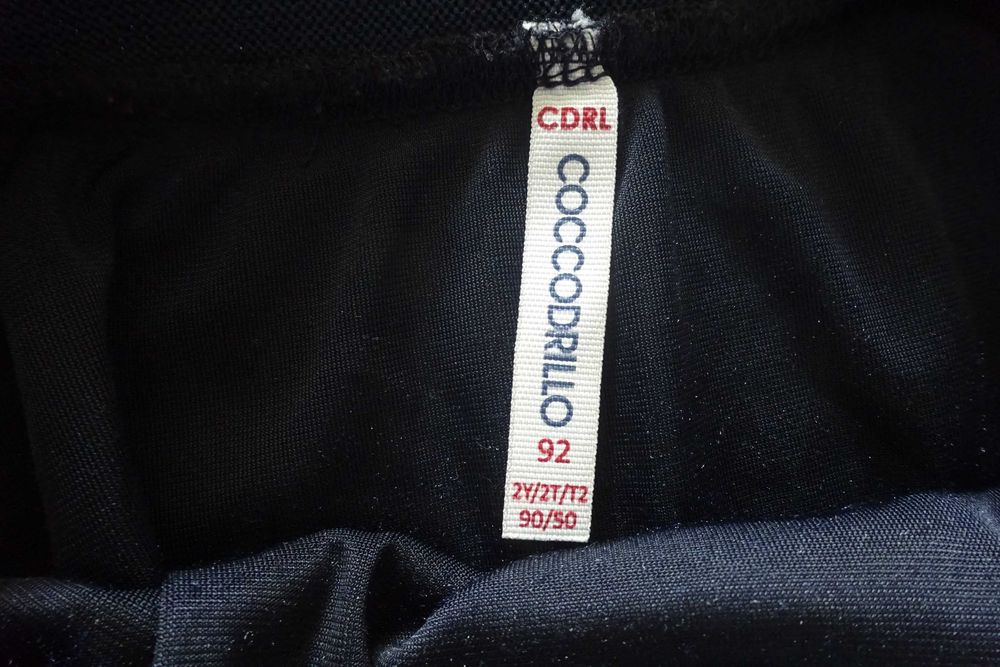 CDRL
COCCODRILLO
92
2Y/2T/T2
90/50